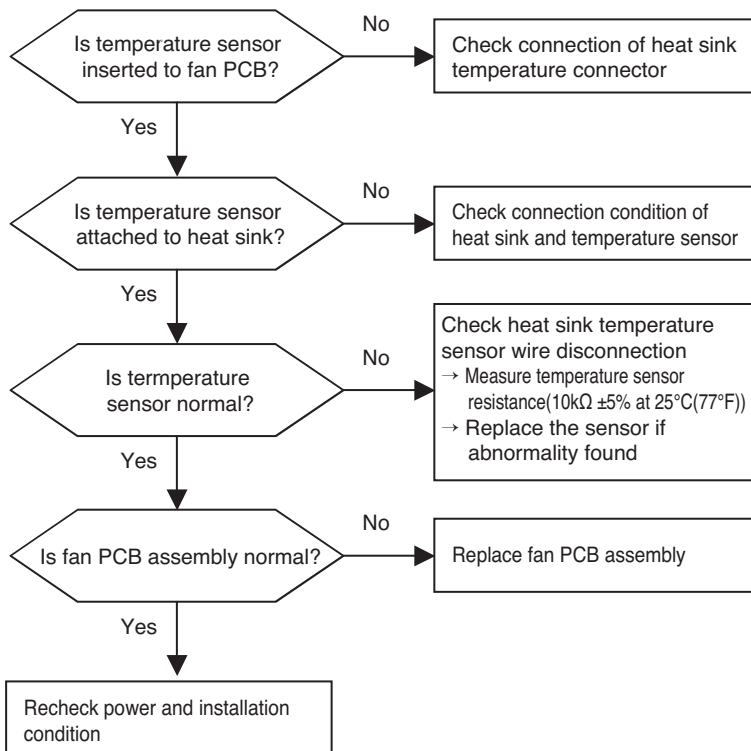 Is temperature sensor
inserted to fan PCB?
No
Check connection of heat sink
temperature connector
Yes
Is temperature sensor
attached to heat sink?
No
Check connection condition of
heat sink and temperature sensor
Yes
Is termperature
sensor normal?
No
Check heat sink temperature
sensor wire disconnection
→ Measure temperature sensor
resistance(10kΩ ±5% at 25°C(77°F))
→ Replace the sensor if
abnormality found
Yes
Is fan PCB assembly normal?
No
Replace fan PCB assembly
Yes
Recheck power and installation
condition